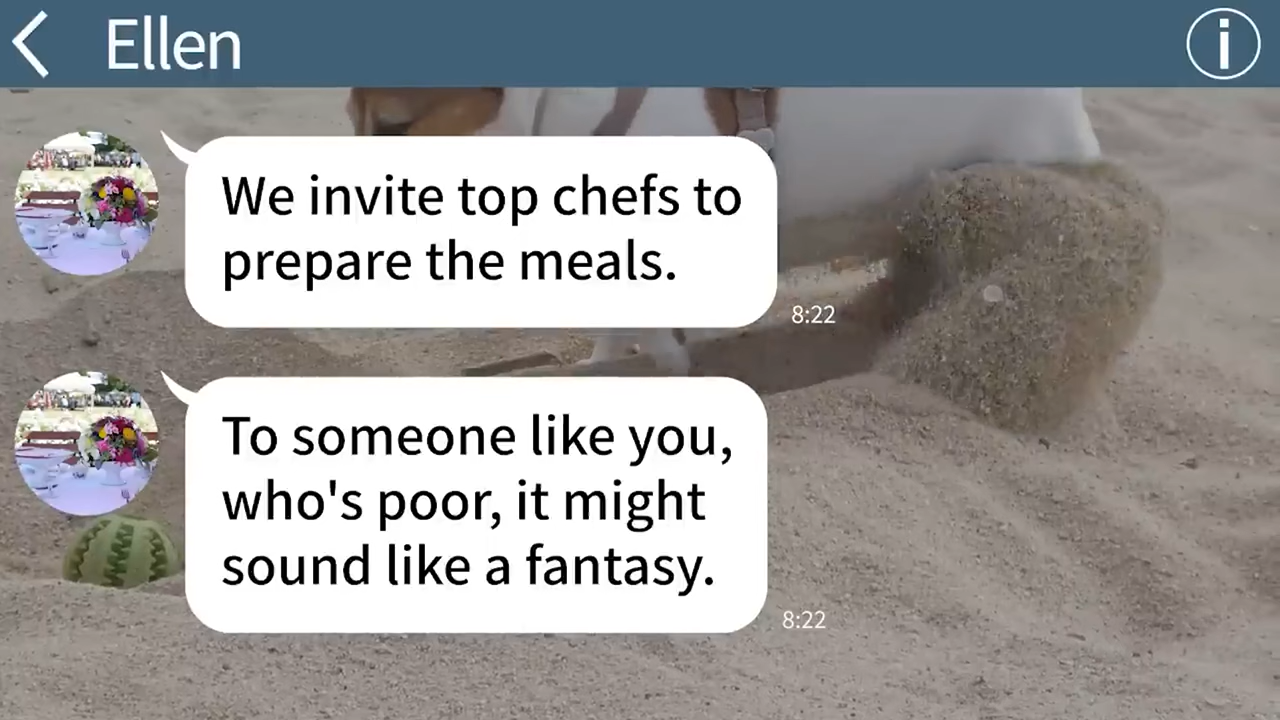 Ellen
We invite top chefs to
prepare the meals.
8:22
To someone like you,
who's poor, it might
sound like a fantasy.
8:22